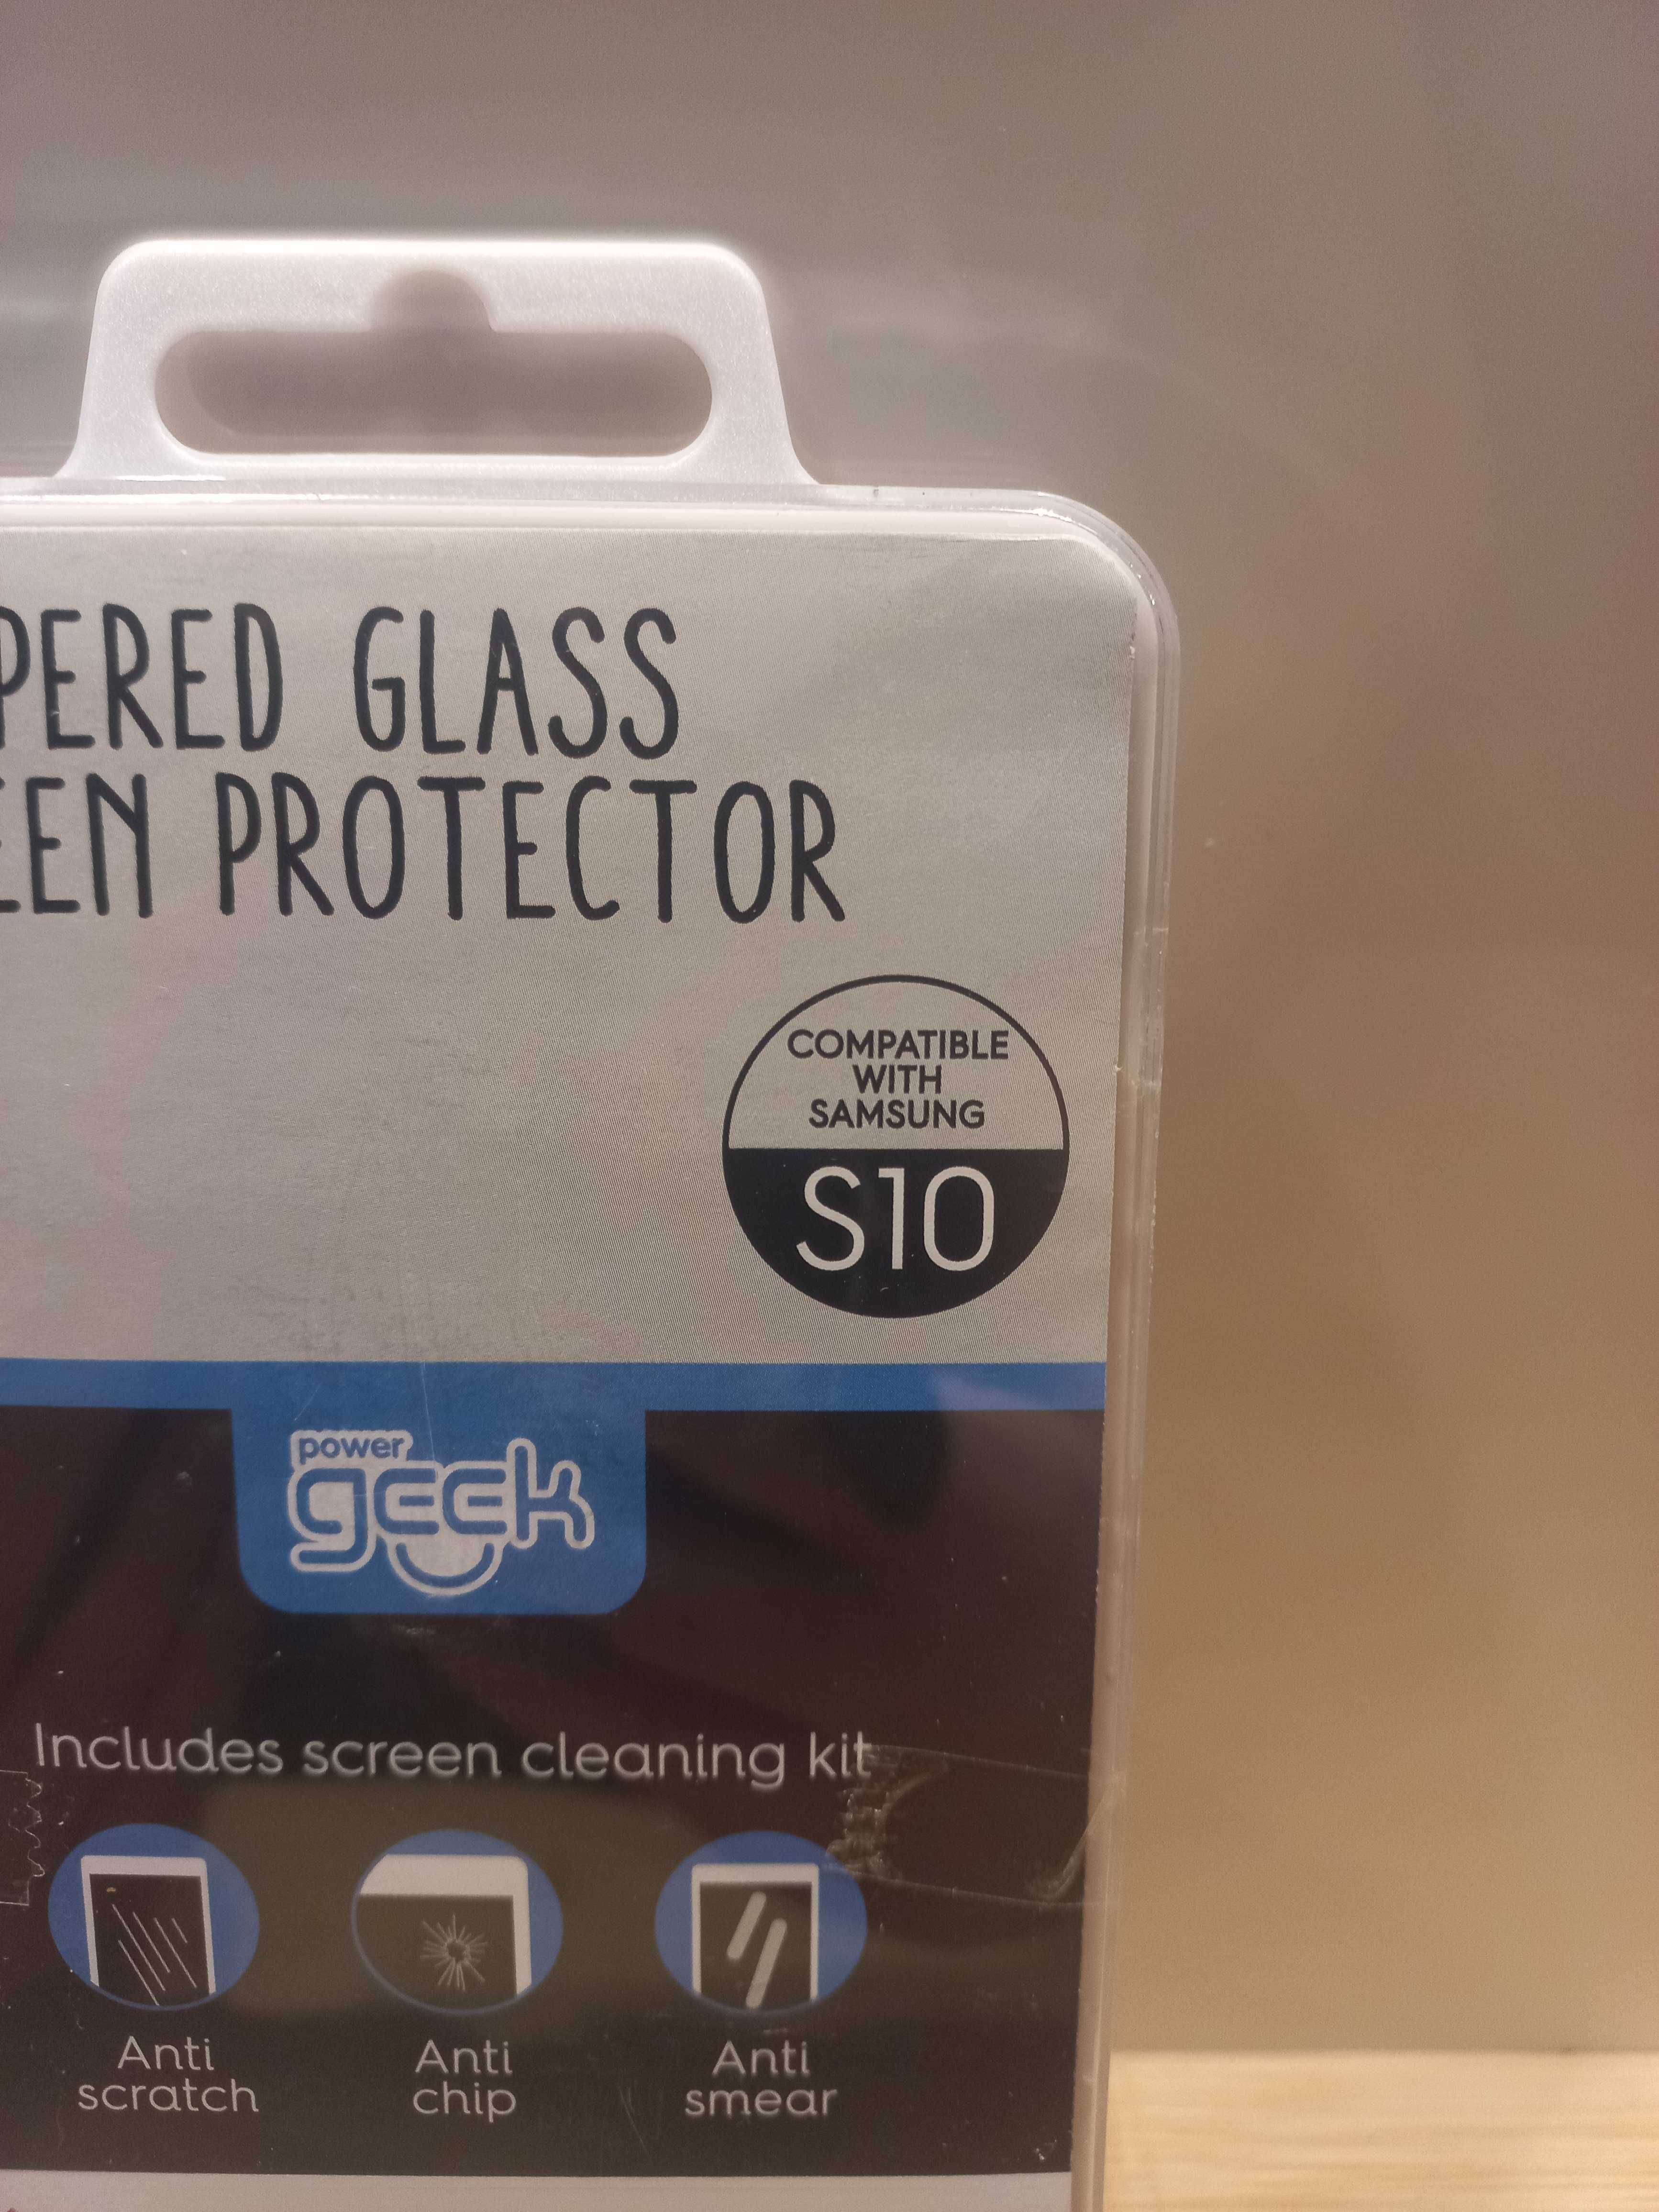 PERED GLASS
EEN PROTECTOR
COMPATIBLE
WITH
SAMSUNG
S10
power
geek
Includes screen cleaning kit
Anti
scratch
Anti
chip
Anti
smear